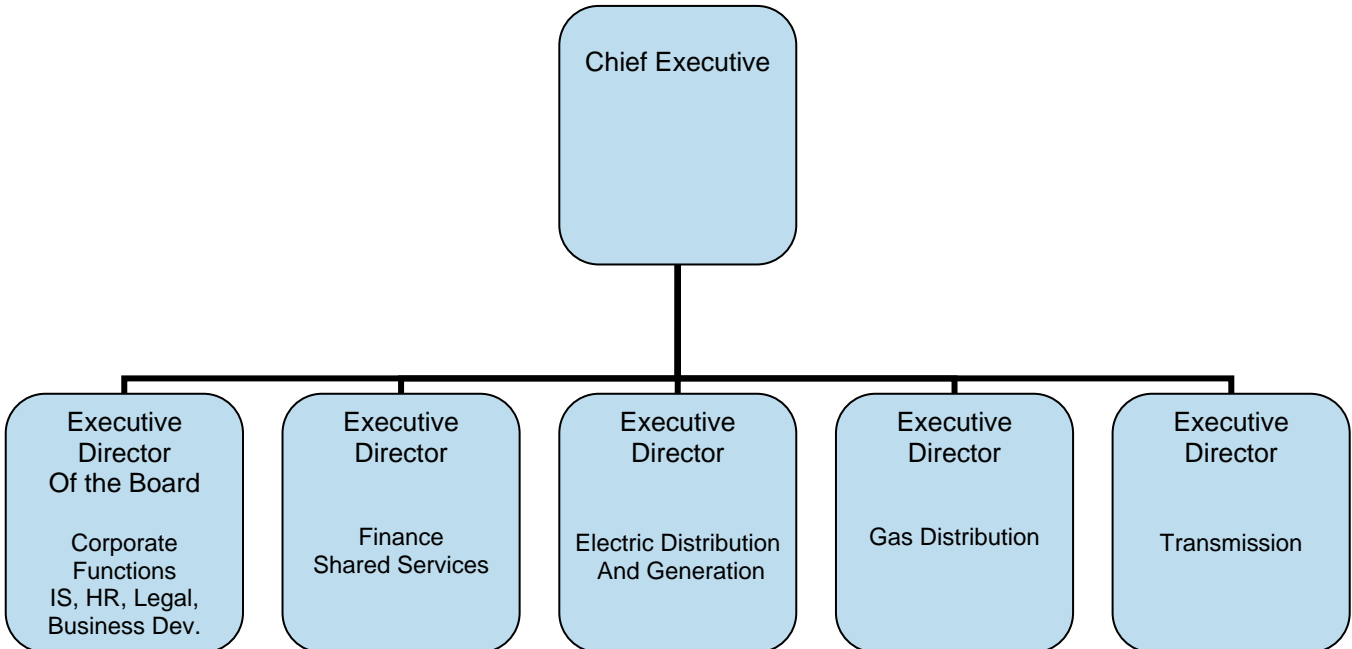 Chief Executive
Executive
Director
Of the Board
Corporate
Functions
IS, HR, Legal,
Business Dev.
Executive
Director
Finance
Shared Services
Executive
Director
Electric Distribution
And Generation
Executive
Director
Gas Distribution
Executive
Director
Transmission